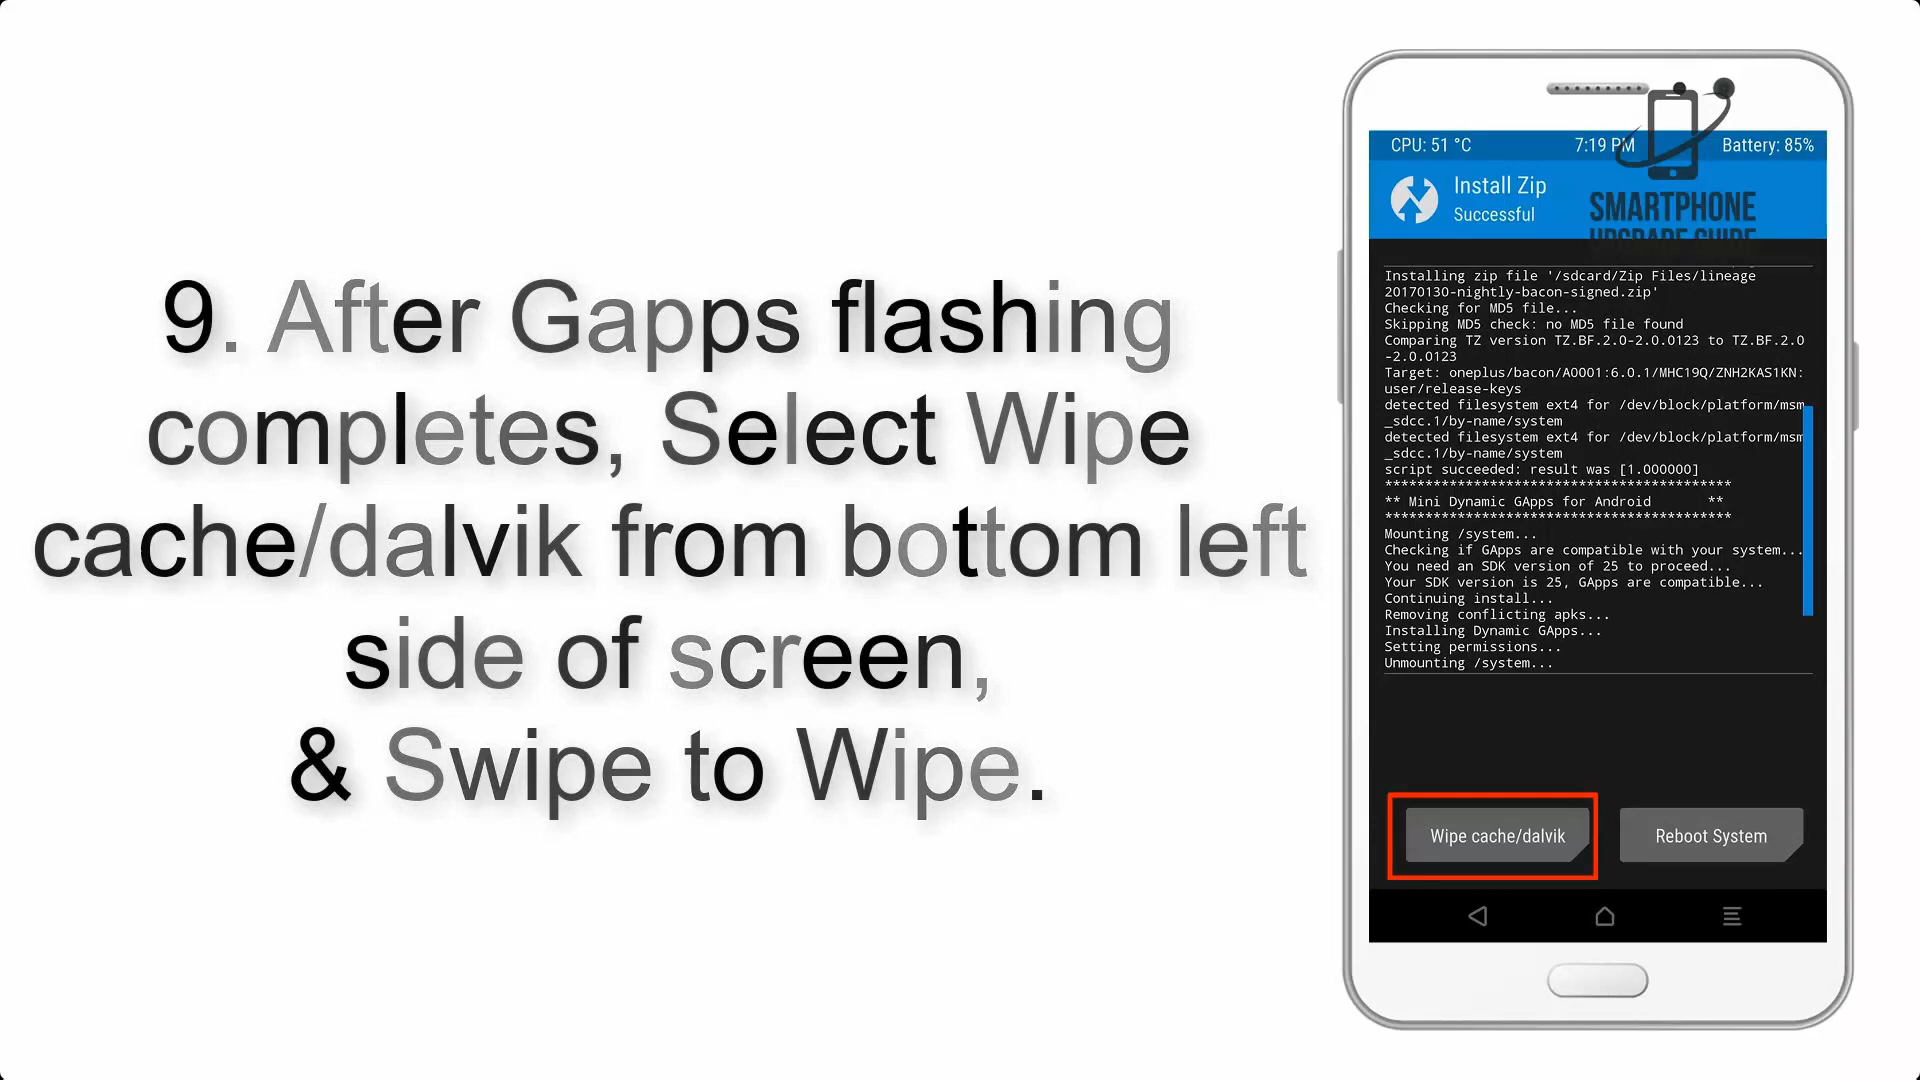 9. After Gapps flashing
completes, Select Wipe
cache/dalvik from bottom left
side of screen,
& Swipe to Wipe.
CPU: 51 °C 7:19 PM Battery: 85%
Install Zip
Successful
SMARTPHONE
UPGRADE GUIDE
Installing zip file '/sdcard/Zip Files/lineage
20170130-nightly-bacon-signed.zip'
Checking for MD5 file...
Skipping MD5 check: no MD5 file found
Comparing TZ version TZ.BF.2.0-2.0.0123 to TZ.BF.2.0
-2.0.0123
Target: oneplus/bacon/A0001:6.0.1/MHC19Q/ZNH2KAS1KN:
user/release-keys
detected filesystem ext4 for /dev/block/platform/msm
_sdcc.1/by-name/system
detected filesystem ext4 for /dev/block/platform/msm
_sdcc.1/by-name/system
script succeeded: result was [1.000000]
*******************************************
** Mini Dynamic GApps for Android **
*******************************************
Mounting /system...
Checking if GApps are compatible with your system...
You need an SDK version of 25 to proceed...
Your SDK version is 25, GApps are compatible...
Continuing install...
Removing conflicting apks...
Installing Dynamic GApps...
Setting permissions...
Unmounting /system...
Wipe cache/dalvik Reboot System